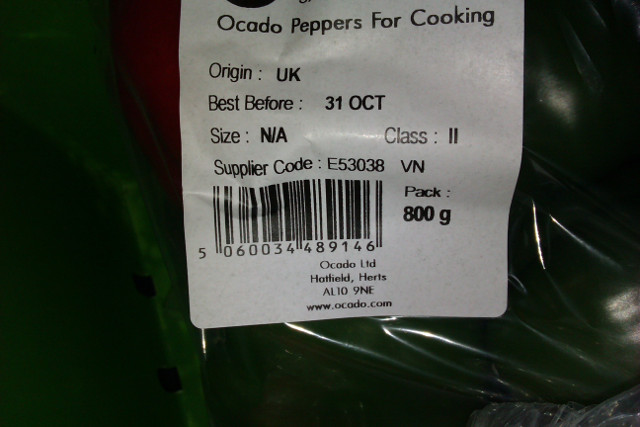 Ocado Peppers For Cooking
Origin : UK
Best Before : 31 OCT
Size : N/A Class : II
Supplier Code : E53038 VN
Pack :
800 g
5 060034 489146
Ocado Ltd
Hatfield, Herts
AL10 9NE
www.ocado.com